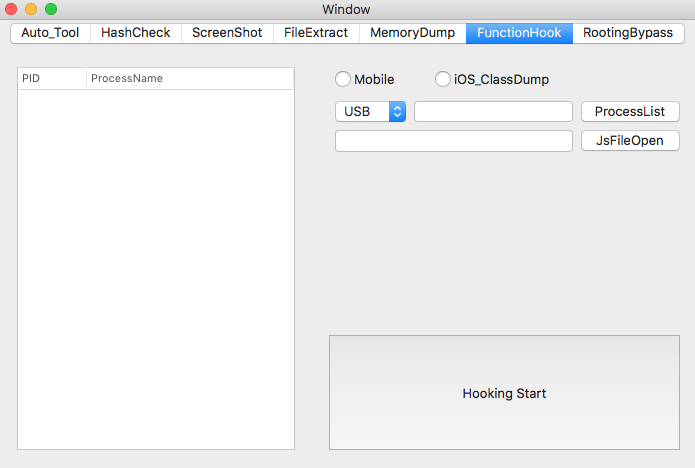 Window
Auto_Tool HashCheck ScreenShot FileExtract MemoryDump FunctionHook RootingBypass
PID ProcessName
Mobile iOS_ClassDump
USB ProcessList
JsFileOpen
Hooking Start